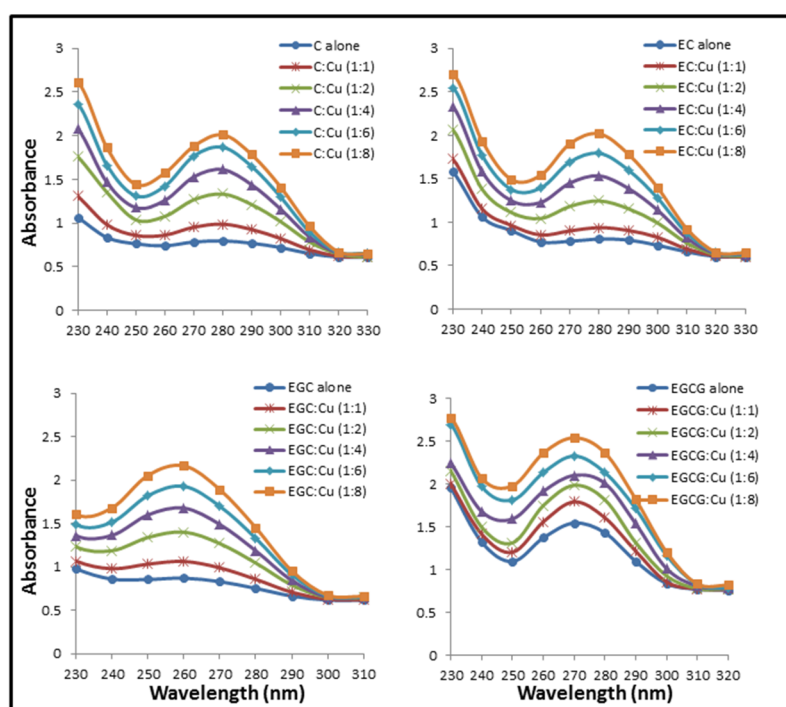 3
2.5
2
1.5
1
0.5
0
Absorbance
C alone
C:Cu (1:1)
C:Cu (1:2)
C:Cu (1:4)
C:Cu (1:6)
C:Cu (1:8)
230 240 250 260 270 280 290 300 310 320 330
3
2.5
2
1.5
1
0.5
0
EC alone
EC:Cu (1:1)
EC:Cu (1:2)
EC:Cu (1:4)
EC:Cu (1:6)
EC:Cu (1:8)
230 240 250 260 270 280 290 300 310 320 330
3
2.5
2
1.5
1
0.5
0
Absorbance
EGC alone
EGC:Cu (1:1)
EGC:Cu (1:2)
EGC:Cu (1:4)
EGC:Cu (1:6)
EGC:Cu (1:8)
230 240 250 260 270 280 290 300 310
Wavelength (nm)
3
2.5
2
1.5
1
0.5
0
EGCG alone
EGCG:Cu (1:1)
EGCG:Cu (1:2)
EGCG:Cu (1:4)
EGCG:Cu (1:6)
EGCG:Cu (1:8)
230 240 250 260 270 280 290 300 310 320
Wavelength (nm)